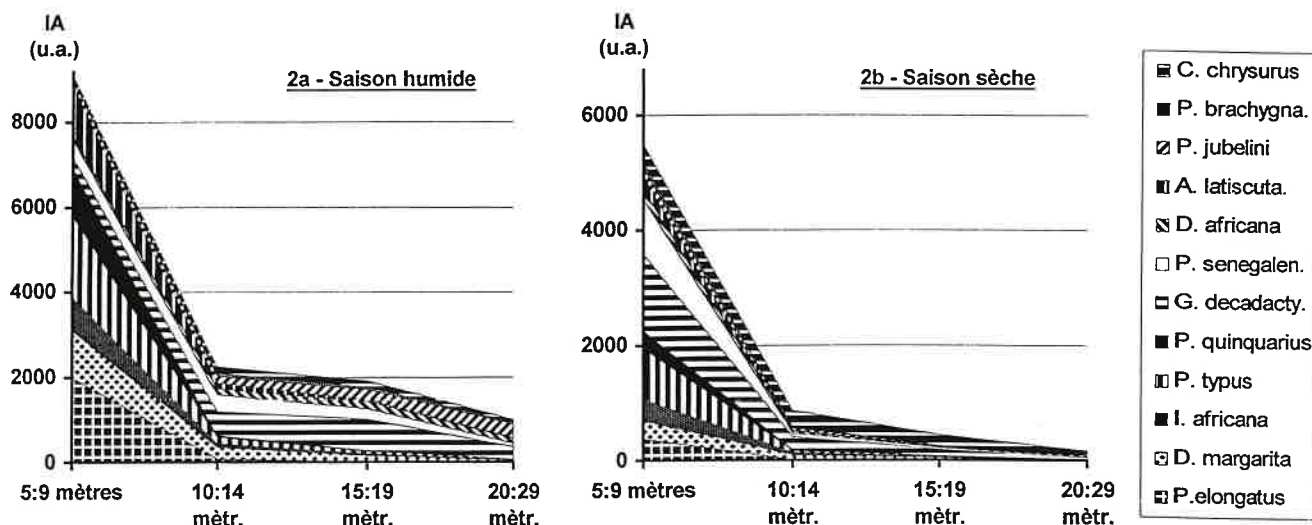 IA
(u.a.)
2a - Saison humide
8000
6000
4000
2000
0
5:9 mètres
10:14
mètr.
15:19
mètr.
20:29
mètr.
IA
(u.a.)
2b - Saison sèche
6000
4000
2000
0
5:9 mètres
10:14
mètr.
15:19
mètr.
20:29
mètr.
C. chrysurus
P. brachygna.
P. jubelini
A. latiscuta.
D. africana
P. senegalen.
G. decadacty.
P. quinquarius
P. typus
I. africana
D. margarita
P.elongatus